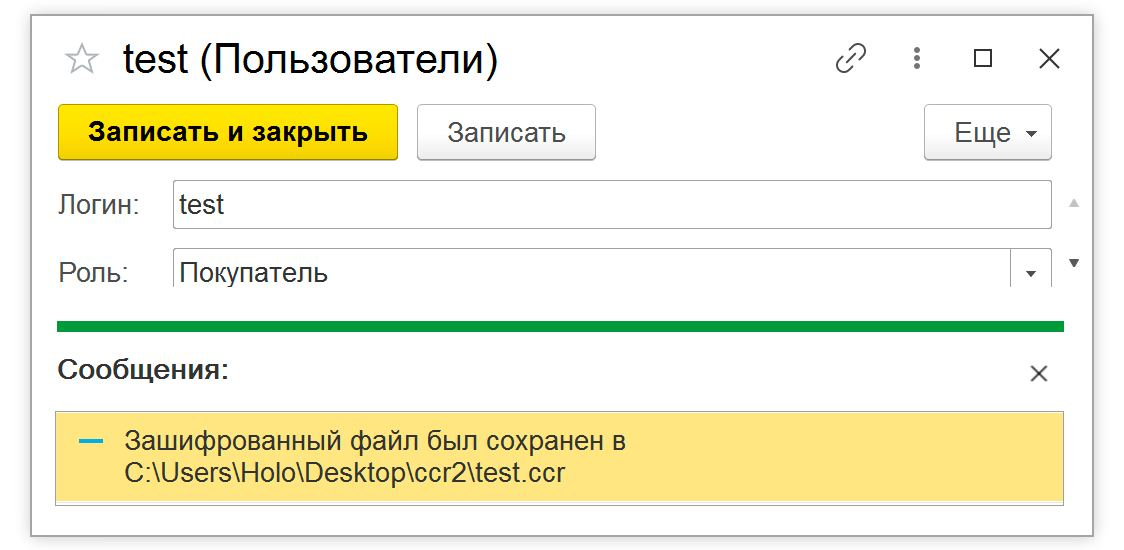 test (Пользователи)
Записать и закрыть
Записать
Еще
Логин:
test
Роль:
Покупатель
Сообщения:
Зашифрованный файл был сохранен в
C:\Users\Holo\Desktop\ccr2\test.ccr